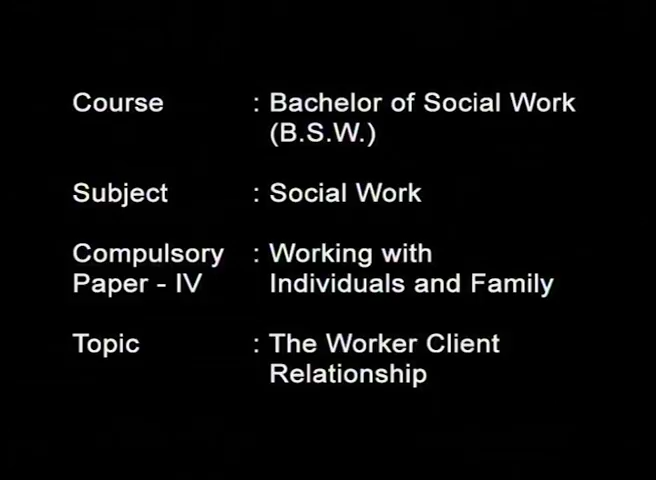 Course : Bachelor of Social Work
(B.S.W.)
Subject : Social Work
Compulsory : Working with
Paper - IV Individuals and Family
Topic : The Worker Client
Relationship